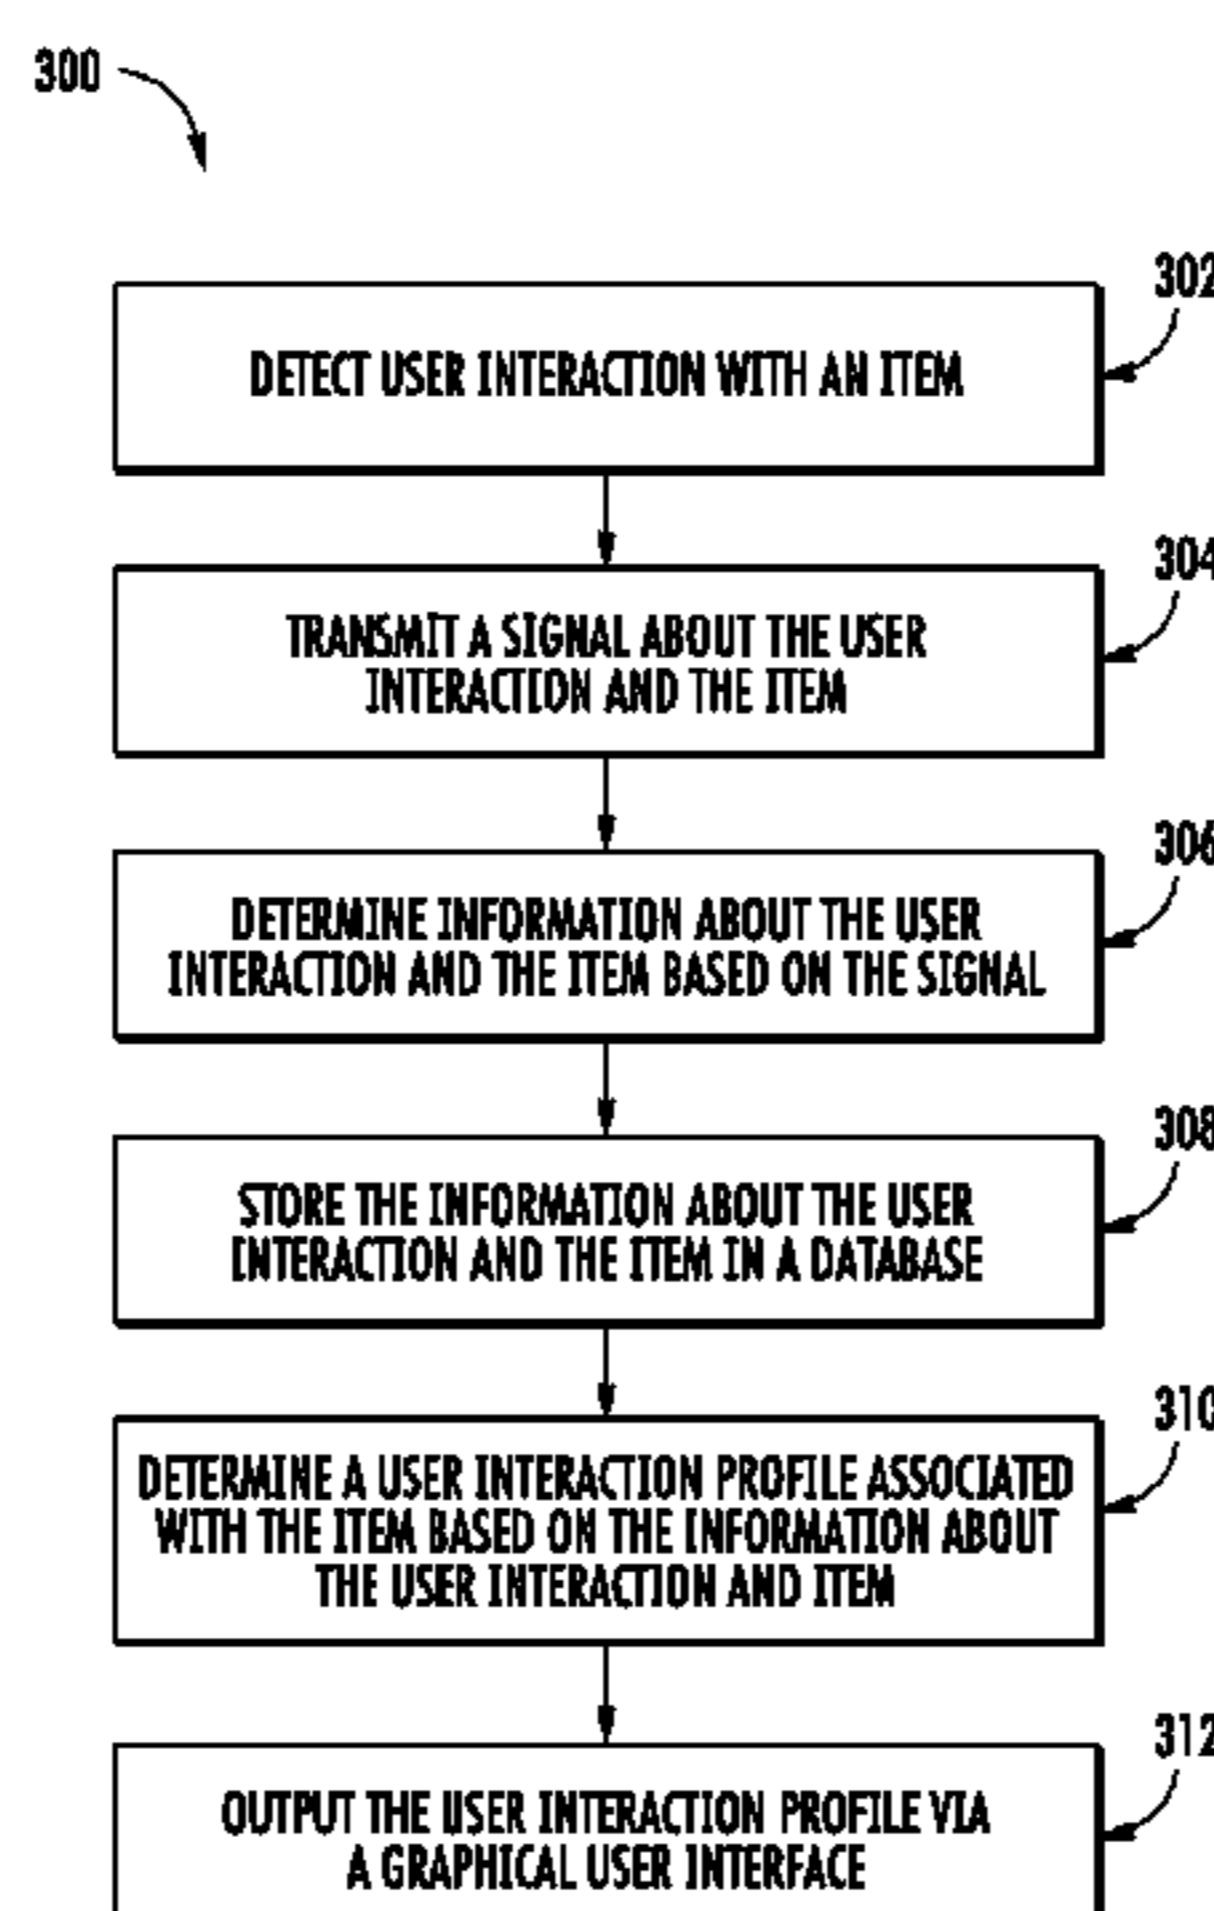 300
302
DETECT USER INTERACTION WITH AN ITEM
304
TRANSMIT A SIGNAL ABOUT THE USER
INTERACTION AND THE ITEM
306
DETERMINE INFORMATION ABOUT THE USER
INTERACTION AND THE ITEM BASED ON THE SIGNAL
308
STORE THE INFORMATION ABOUT THE USER
INTERACTION AND THE ITEM IN A DATABASE
310
DETERMINE A USER INTERACTION PROFILE ASSOCIATED
WITH THE ITEM BASED ON THE INFORMATION ABOUT
THE USER INTERACTION AND ITEM
312
OUTPUT THE USER INTERACTION PROFILE VIA
A GRAPHICAL USER INTERFACE